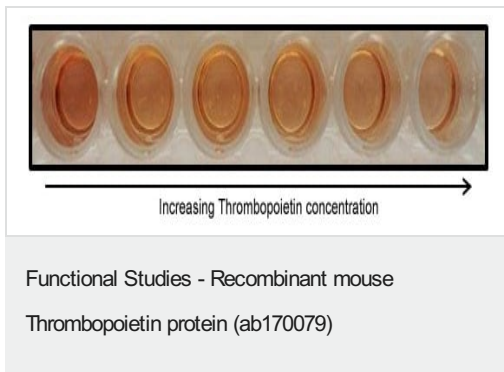 Increasing Thrombopoietin concentration
Functional Studies - Recombinant mouse
Thrombopoietin protein (ab170079)